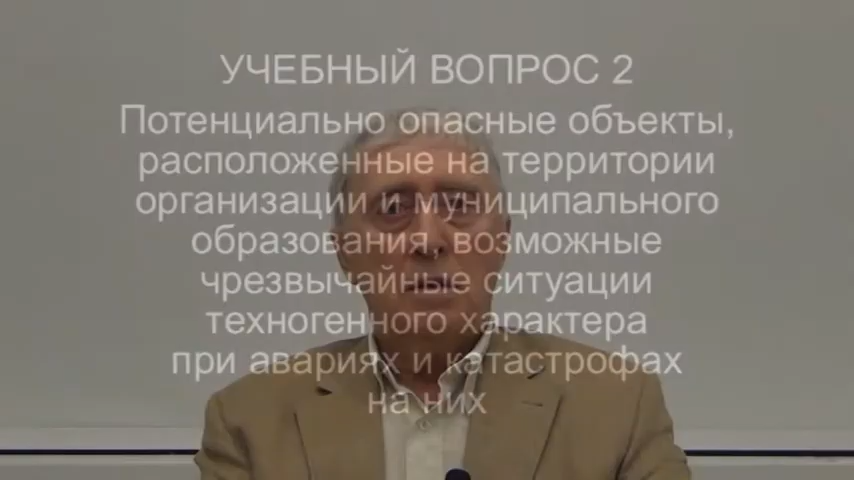 УЧЕБНЫЙ ВОПРОС 2
Потенциально опасные объекты,
расположенные на территории
организации и муниципального
образования, возможные
чрезвычайные ситуации
техногенного характера
при авариях и катастрофах
на них